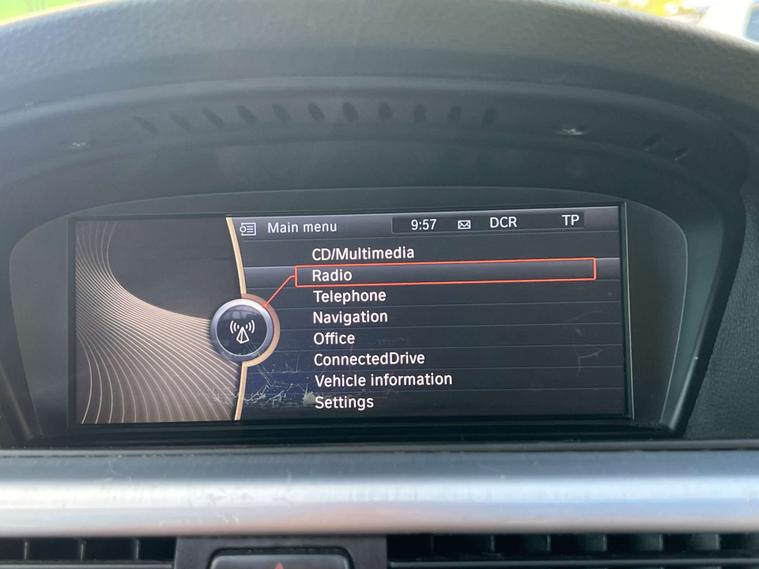 Main menu 9:57 DCR TP
CD/Multimedia
Radio
Telephone
Navigation
Office
ConnectedDrive
Vehicle information
Settings